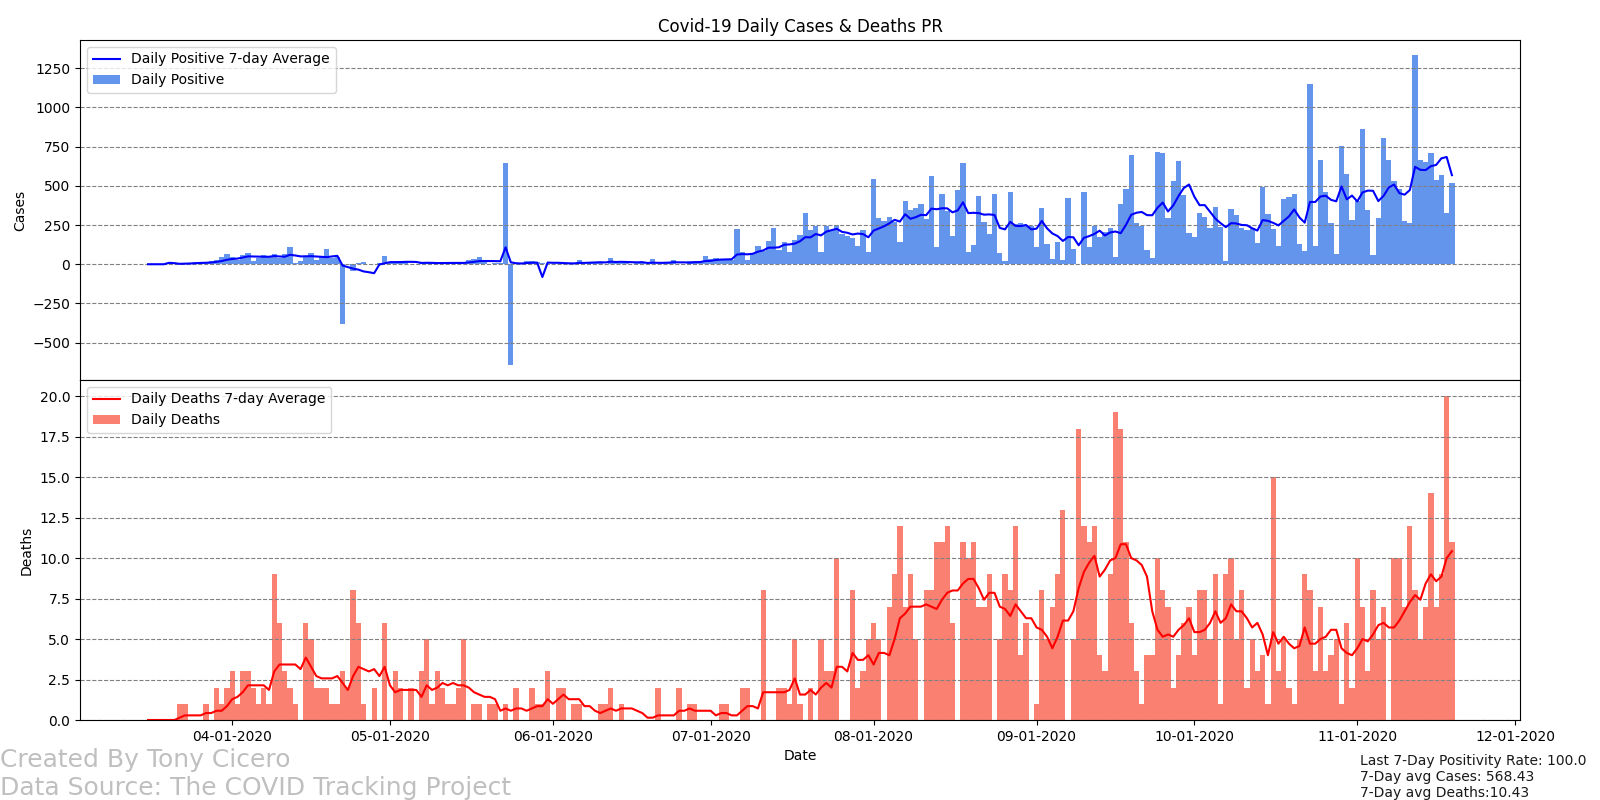 Covid-19 Daily Cases & Deaths PR
Daily Positive 7-day Average
Daily Positive
1250
1000
750
500
250
0
−250
−500
Cases
Daily Deaths 7-day Average
Daily Deaths
20.0
17.5
15.0
12.5
10.0
7.5
5.0
2.5
0.0
Deaths
04-01-2020 05-01-2020 06-01-2020 07-01-2020 08-01-2020 09-01-2020 10-01-2020 11-01-2020 12-01-2020
Date
Created By Tony Cicero
Data Source: The COVID Tracking Project
Last 7-Day Positivity Rate: 100.0
7-Day avg Cases: 568.43
7-Day avg Deaths:10.43